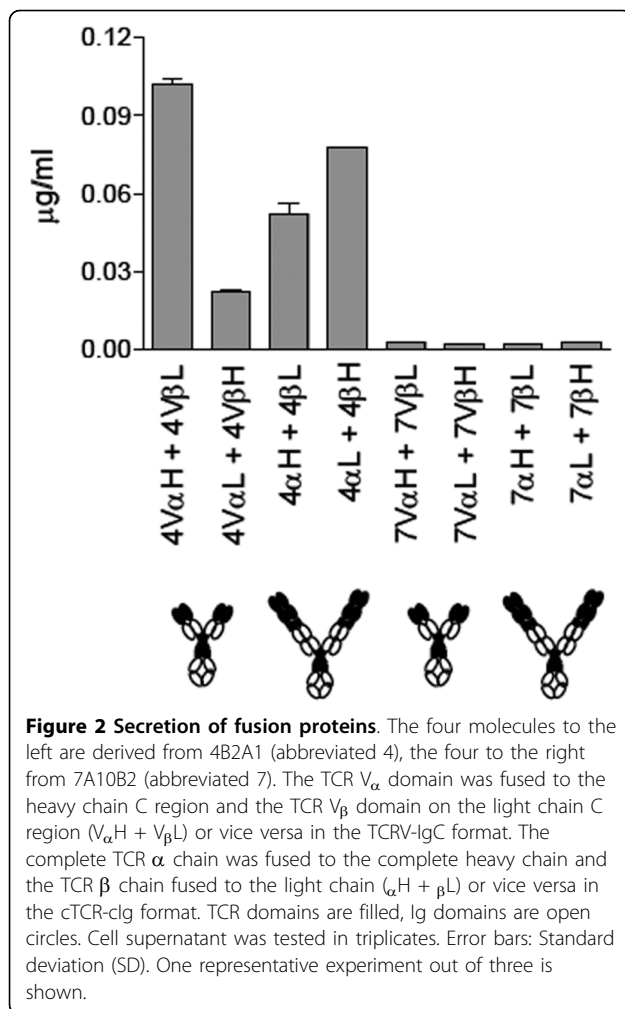 0.12
0.09
0.06
0.03
0.00
µg/ml
4VαH + 4VβL
4VαL + 4VβH
4αH + 4βL
4αL + 4βH
7VαH + 7VβL
7VαL + 7VβH
7αH + 7βL
7αL + 7βH
Figure 2 Secretion of fusion proteins. The four molecules to the
left are derived from 4B2A1 (abbreviated 4), the four to the right
from 7A10B2 (abbreviated 7). The TCR Vα domain was fused to the
heavy chain C region and the TCR Vβ domain on the light chain C
region (VαH + VβL) or vice versa in the TCRV-IgC format. The
complete TCR α chain was fused to the complete heavy chain and
the TCR β chain fused to the light chain (αH + βL) or vice versa in
the cTCR-cIg format. TCR domains are filled, Ig domains are open
circles. Cell supernatant was tested in triplicates. Error bars: Standard
deviation (SD). One representative experiment out of three is
shown.